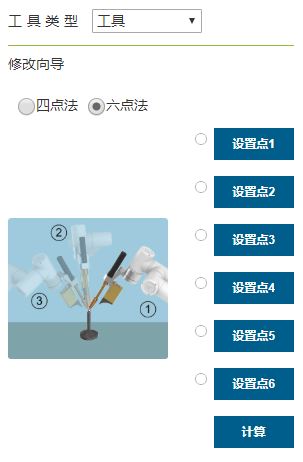 工 具 类 型 工具
修改向导
四点法 六点法
设置点1
设置点2
设置点3
②
设置点4
③ ①
设置点5
设置点6
计算